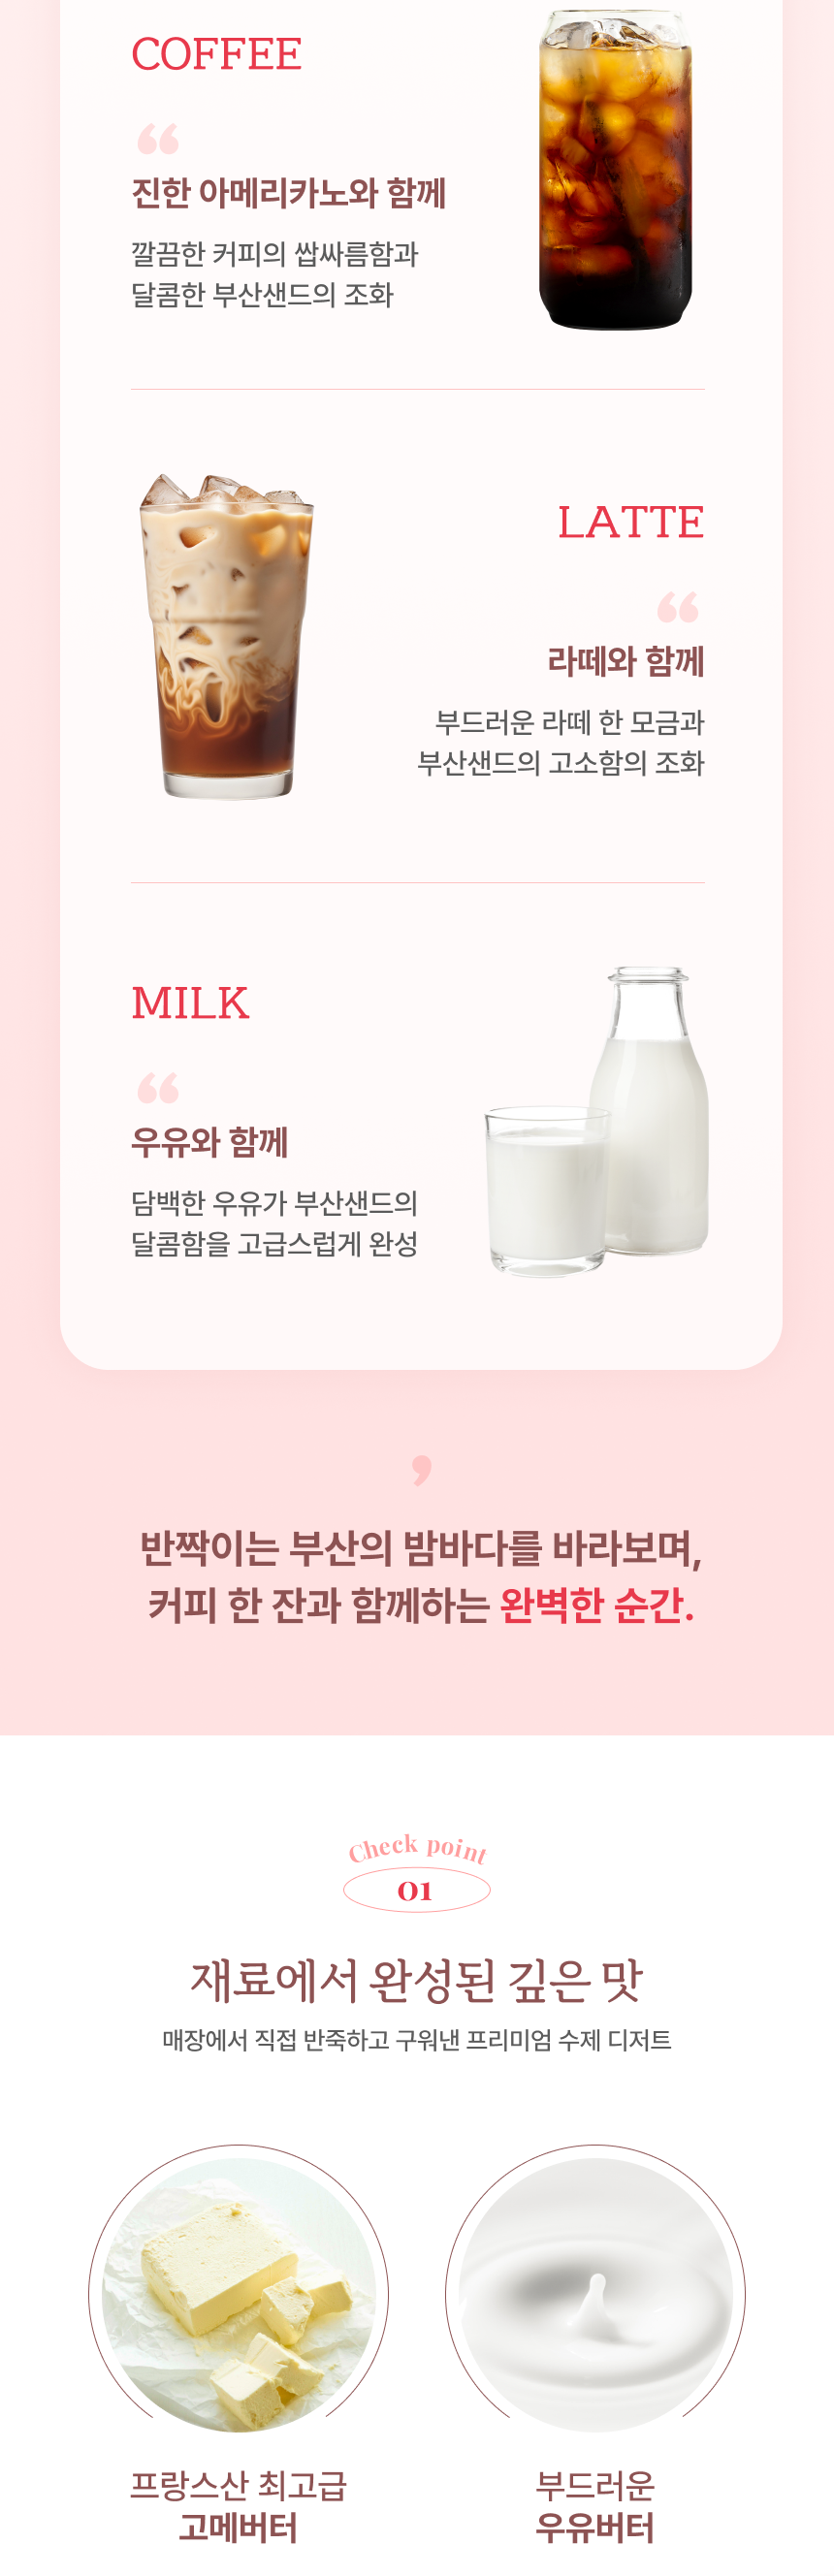 COFFEE
“
진한 아메리카노와 함께
깔끔한 커피의 쌉싸름함과
달콤한 부산샌드의 조화
LATTE
“
라떼와 함께
부드러운 라떼 한 모금과
부산샌드의 고소함의 조화
MILK
“
우유와 함께
담백한 우유가 부산샌드의
달콤함을 고급스럽게 완성
,
반짝이는 부산의 밤바다를 바라보며,
커피 한 잔과 함께하는 완벽한 순간.
Check point
01
재료에서 완성된 깊은 맛
매장에서 직접 반죽하고 구워낸 프리미엄 수제 디저트
프랑스산 최고급
고메버터
부드러운
우유버터